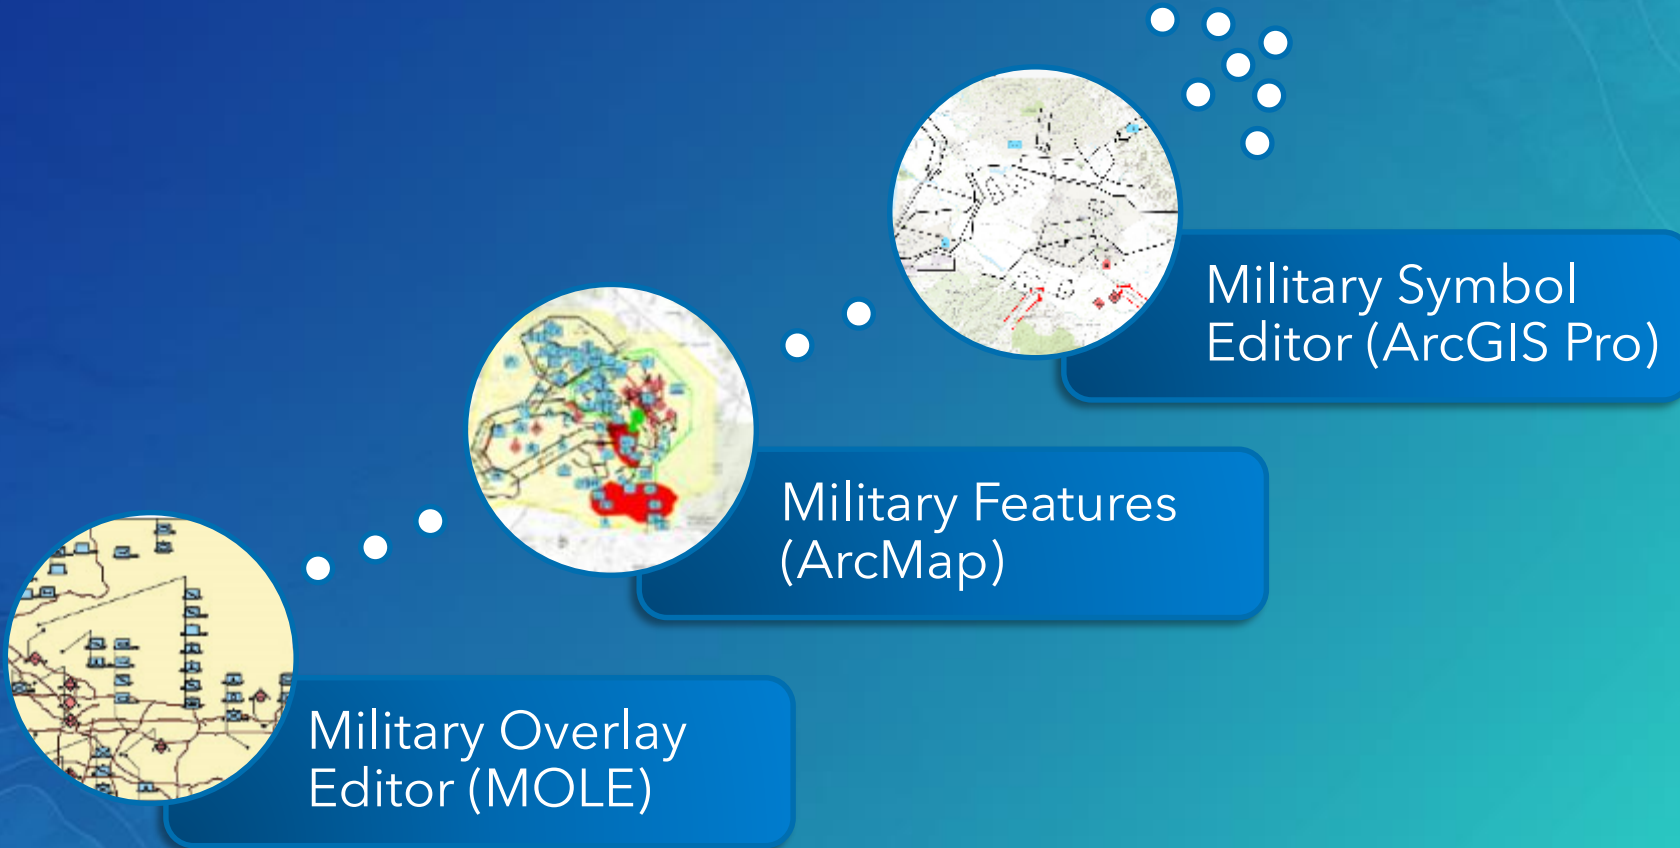 Military Symbol
Editor (ArcGIS Pro)
Military Features
(ArcMap)
Military Overlay
Editor (MOLE)